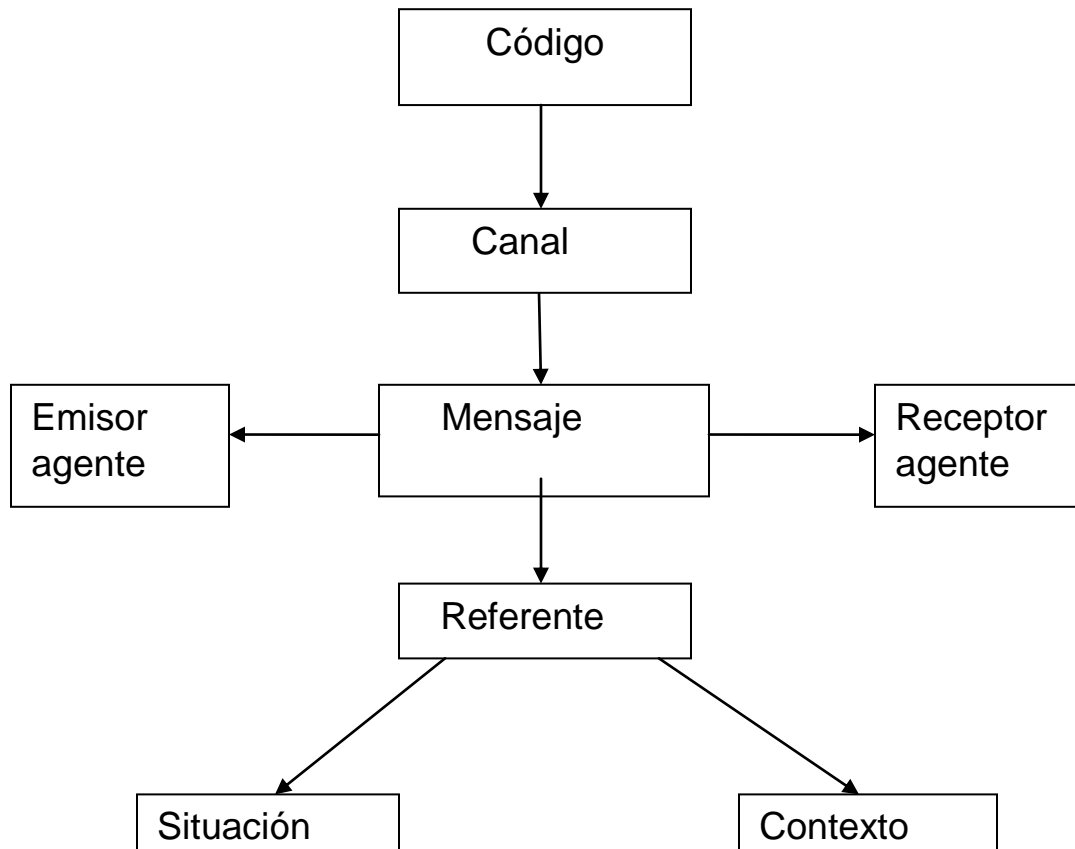 Código
Canal
Emisor
agente
Mensaje
Receptor
agente
Referente
Situación
Contexto